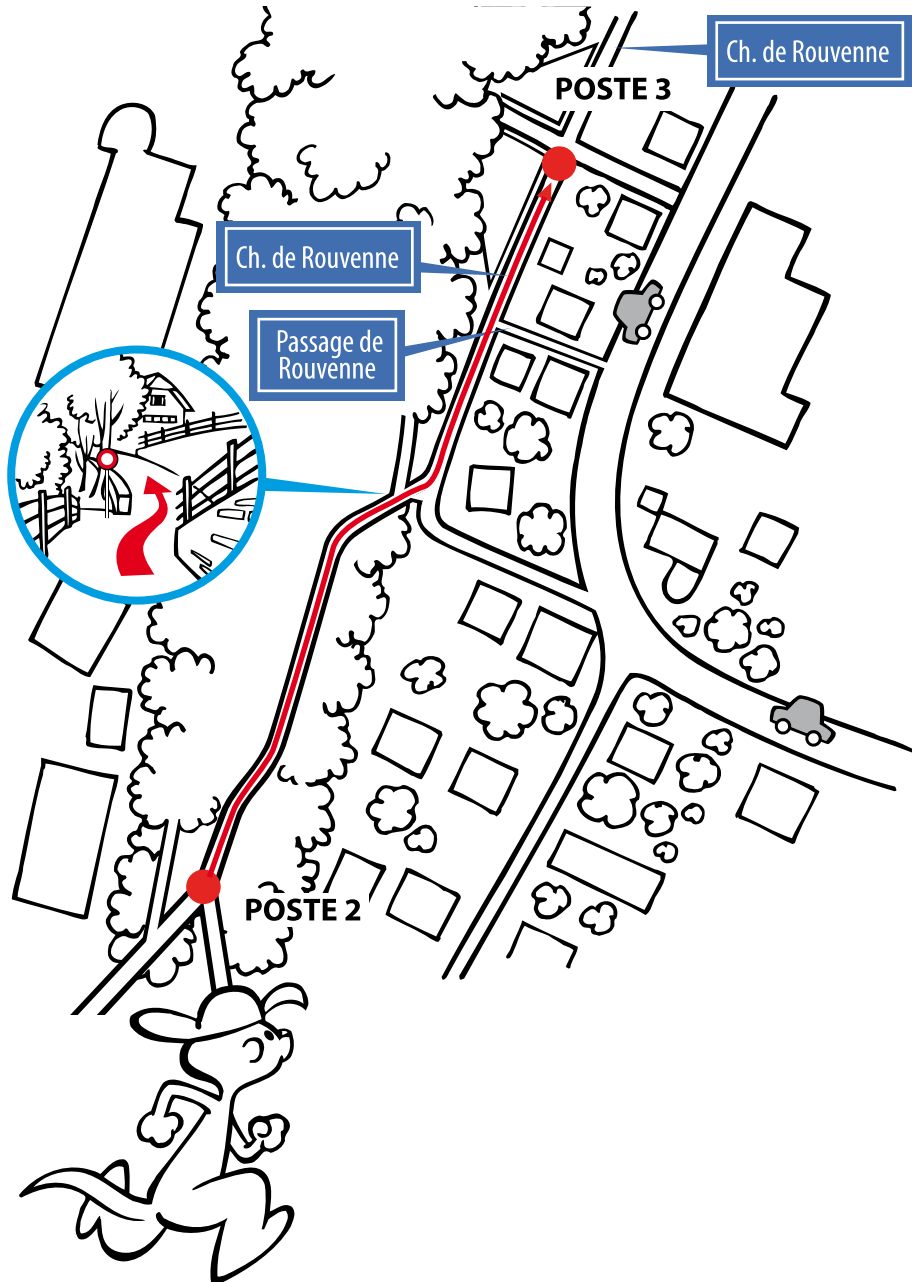 Ch. de Rouvenne
POSTE 3
Ch. de Rouvenne
Passage de
Rouvenne
POSTE 2